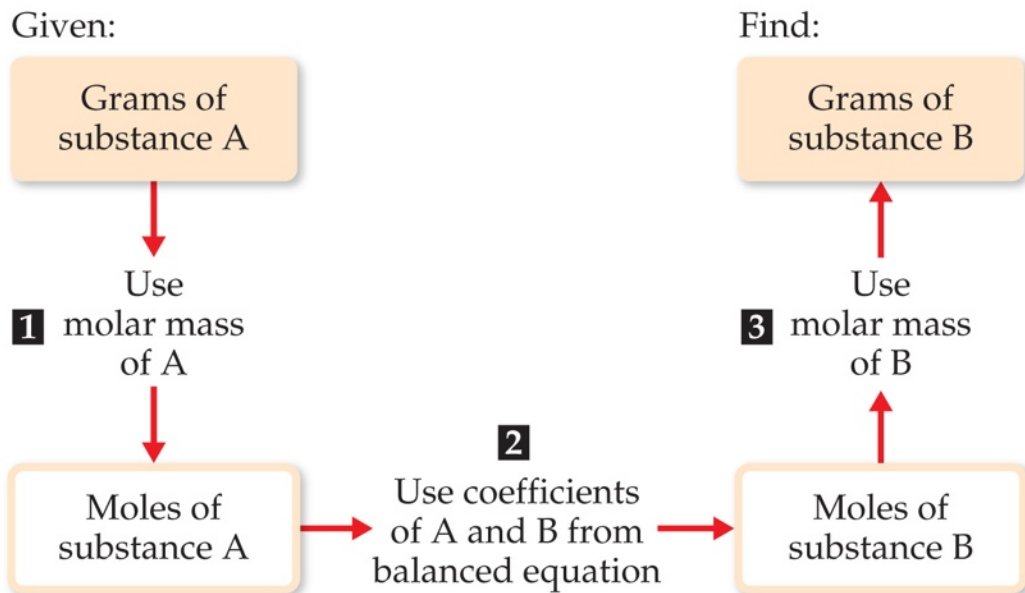 Given:
Grams of
substance A
1
Use
molar mass
of A
Moles of
substance A
2
Use coefficients
of A and B from
balanced equation
Moles of
substance B
3
Use
molar mass
of B
Find:
Grams of
substance B